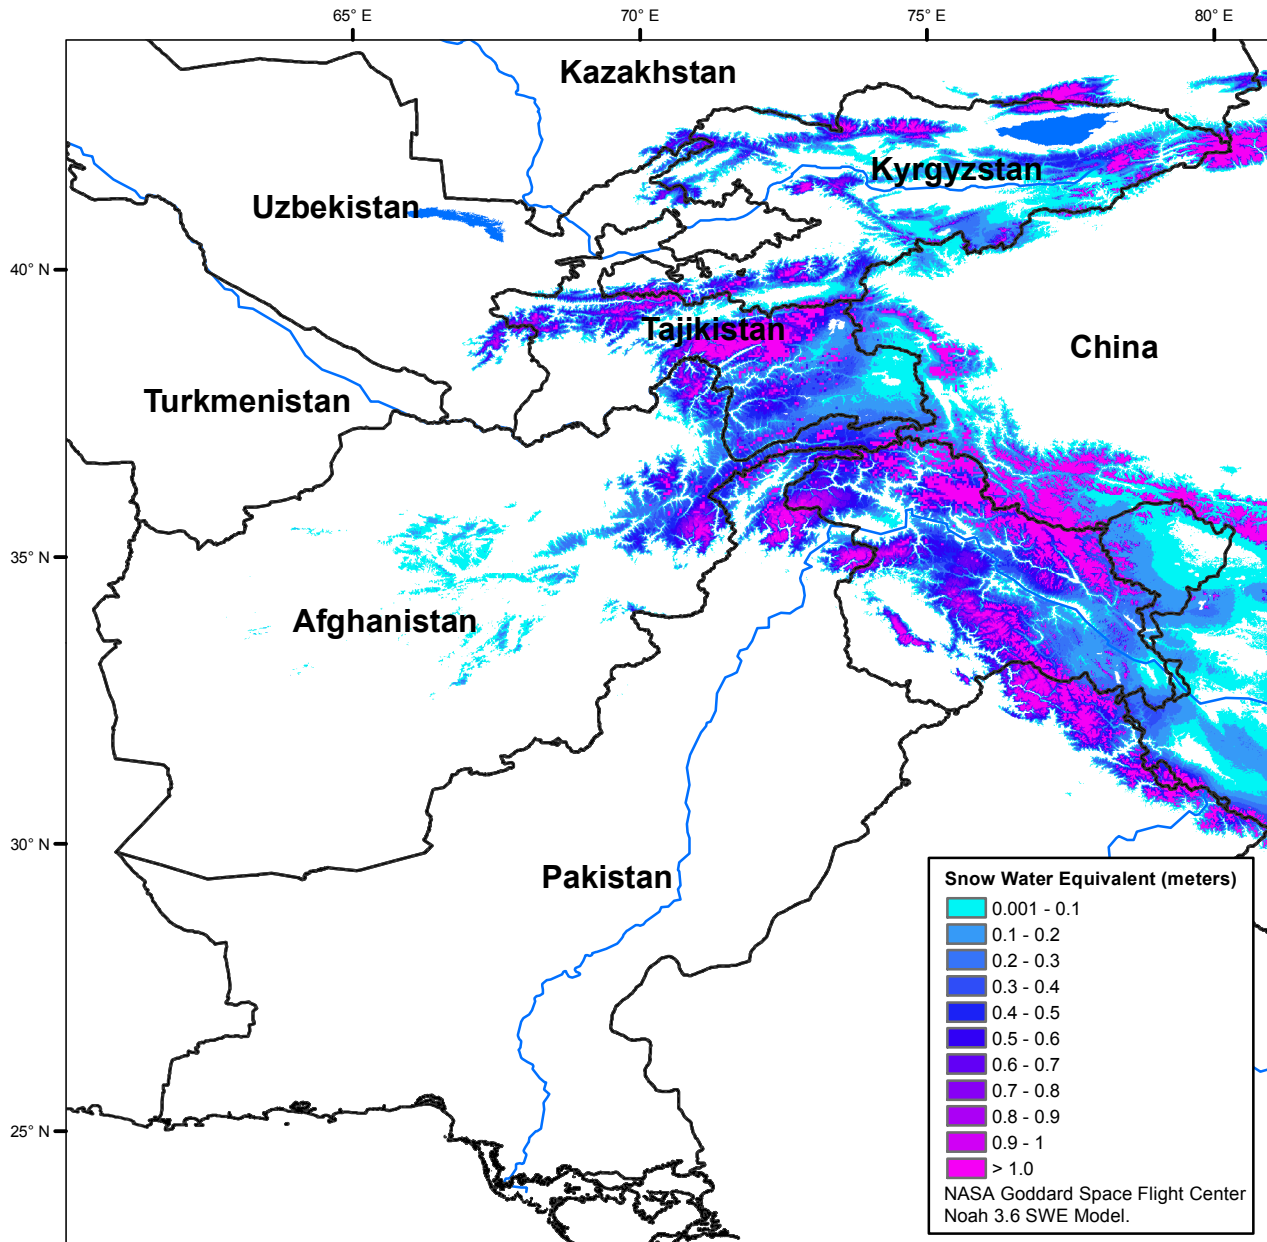 65° E
70° E
75° E
80° E
Kazakhstan
Kyrgyzstan
Uzbekistan
40° N
Tajikistan
China
Turkmenistan
35° N
Afghanistan
30° N
Pakistan
25° N
Snow Water Equivalent (meters)
0.001 - 0.1
0.1 - 0.2
0.2 - 0.3
0.3 - 0.4
0.4 - 0.5
0.5 - 0.6
0.6 - 0.7
0.7 - 0.8
0.8 - 0.9
0.9 - 1
> 1.0
NASA Goddard Space Flight Center
Noah 3.6 SWE Model.